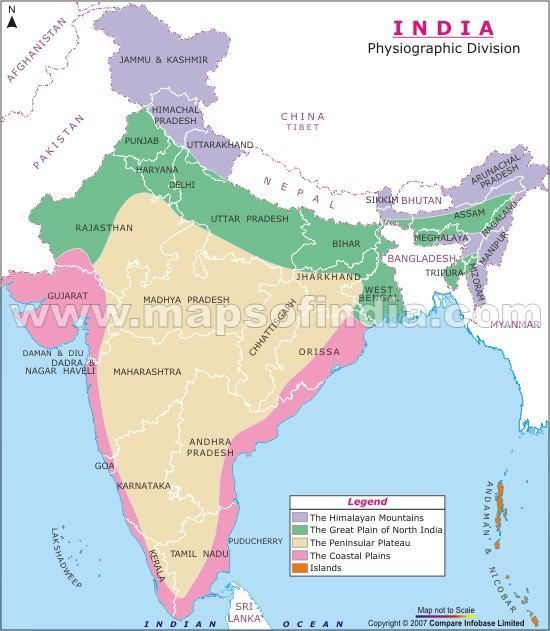 N
INDIA
Physiographic Division
AFGHANISTAN
JAMMU & KASHMIR
PAKISTAN
HIMACHAL
PRADESH
CHINA
TIBET
PUNJAB
UTTARAKHAND
HARYANA
DELHI
NEPAL
ARUNACHAL
PRADESH
SIKKIM
BHUTAN
RAJASTHAN
UTTAR PRADESH
ASSAM
NAGALAND
BIHAR
MEGHALAYA
MANIPUR
BANGLADESH
JHARKHAND
TRIPURA
MIZORAM
GUJARAT
MADHYA PRADESH
WEST
BENGAL
CHHATTISGARH
www.mapsofindia.com
MYANMAR
DAMAN & DIU
DADRA &
NAGAR HAVELI
MAHARASHTRA
ORISSA
ANDHRA
PRADESH
GOA
KARNATAKA
LAKSHADWEEP
KERALA
TAMIL NADU
PUDUCHERRY
ANDAMAN & NICOBAR
SRI
LANKA
INDIAN OCEAN
Legend
The Himalayan Mountains
The Great Plain of North India
The Peninsular Plateau
The Coastal Plains
Islands
Map not to Scale
Copyright © 2007 Compare Infobase Limited